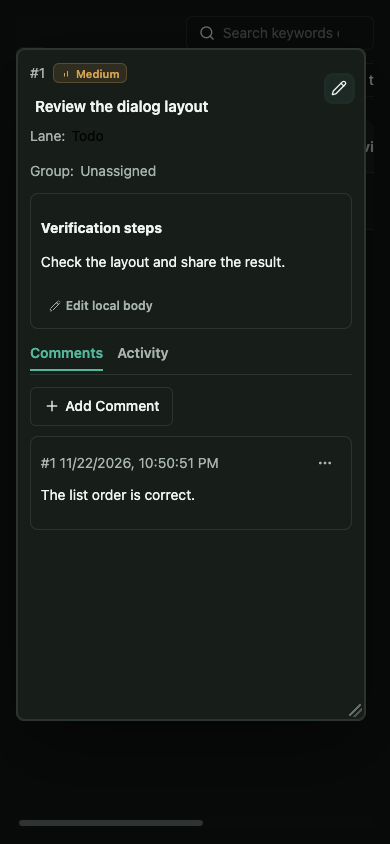 Search keywords
#1 Medium
t
Review the dialog layout
Lane: Todo
vi
Group: Unassigned
Verification steps
Check the layout and share the result.
Edit local body
Comments Activity
Add Comment
#1 11/22/2026, 10:50:51 PM
The list order is correct.